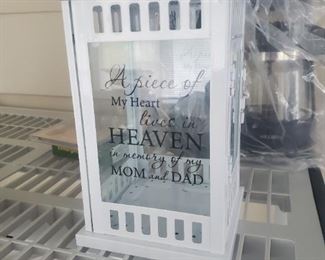 A piece of
My Heart
lives in
HEAVEN
in memory of my
MOM and DAD